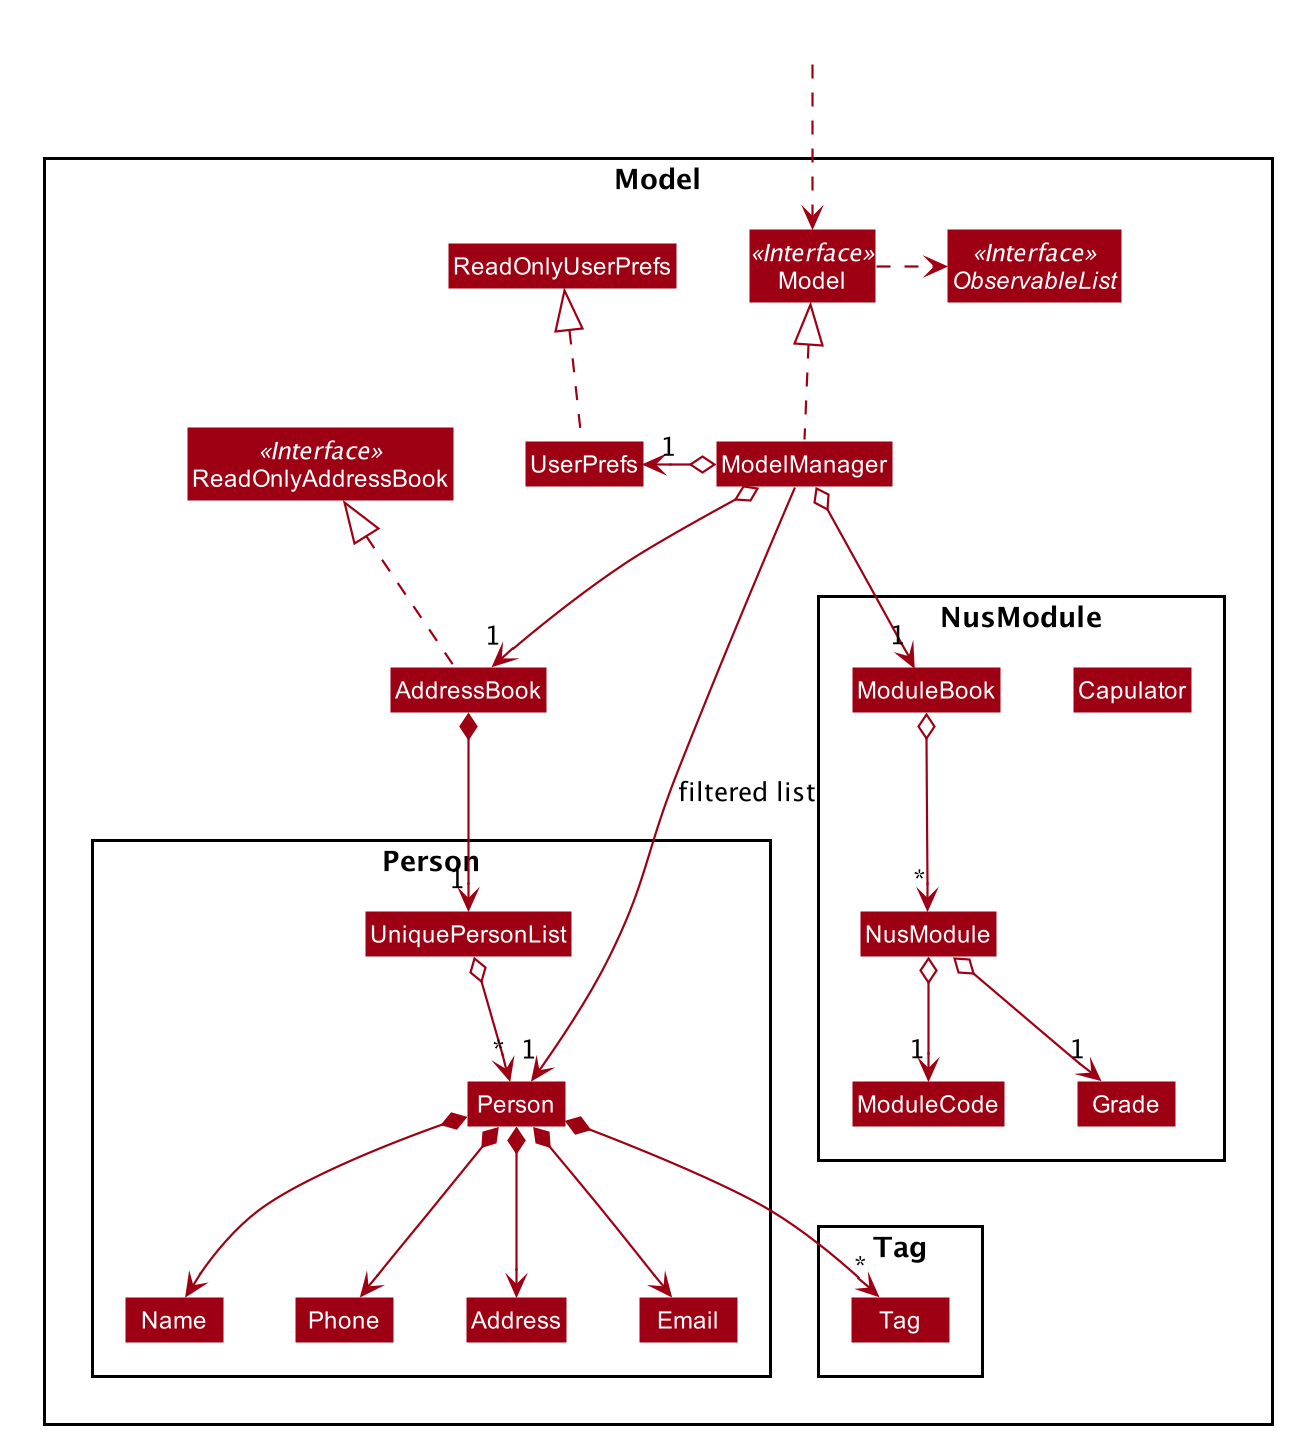 Model
ReadOnlyUserPrefs
«Interface»
Model
«Interface»
ObservableList
«Interface»
ReadOnlyAddressBook
UserPrefs
1
ModelManager
1
1
NusModule
AddressBook
ModuleBook
Capulator
filtered list
Person
1
*
UniquePersonList
NusModule
*
1
1
1
Person
ModuleCode
Grade
Tag
*
Name
Phone
Address
Email
Tag